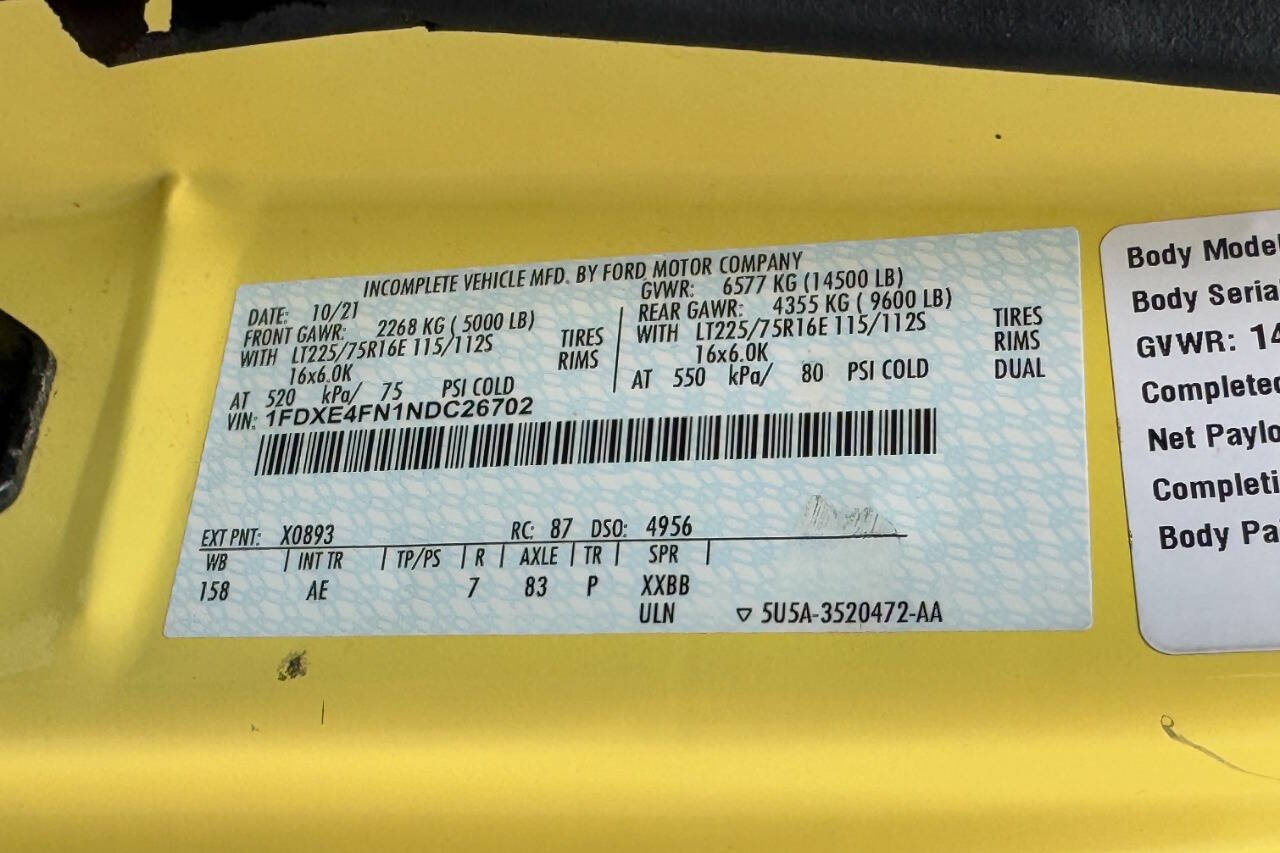 INCOMPLETE VEHICLE MFD. BY FORD MOTOR COMPANY
DATE: 10/21
FRONT GAWR: 2268 KG ( 5000 LB)
WITH LT225/75R16E 115/112S TIRES
16x6.0K RIMS
AT 520 kPa/ 75 PSI COLD
GVWR: 6577 KG (14500 LB)
REAR GAWR: 4355 KG ( 9600 LB)
WITH LT225/75R16E 115/112S TIRES
16x6.0K RIMS
AT 550 kPa/ 80 PSI COLD DUAL
VIN: 1FDXE4FN1NDC26702
EXT PNT: X0893 RC: 87 DSO: 4956
WB | INT TR | TP/PS | R | AXLE | TR | SPR |
158 AE 7 83 P XXBB
ULN ▽ 5U5A-3520472-AA
Body Model
Body Serial
GVWR: 14
Completed
Net Paylo
Completi
Body Pa